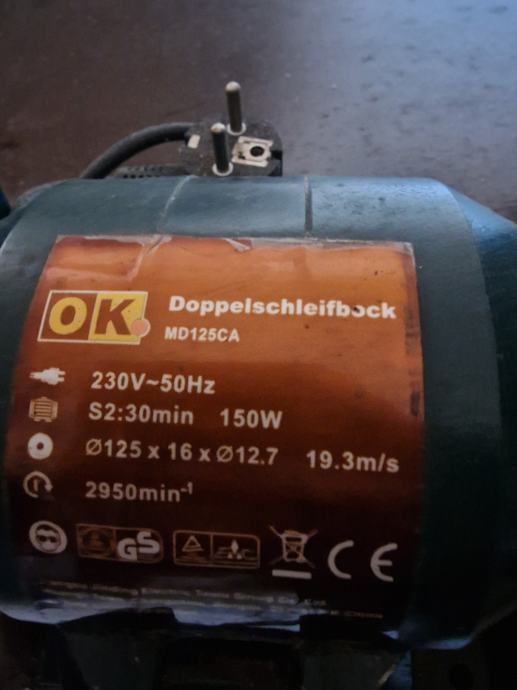 OK.
Doppelschleifbock
MD125CA
230V~50Hz
S2:30min 150W
Ø125 x 16 x Ø12.7 19.3m/s
2950min⁻¹
GS
CE